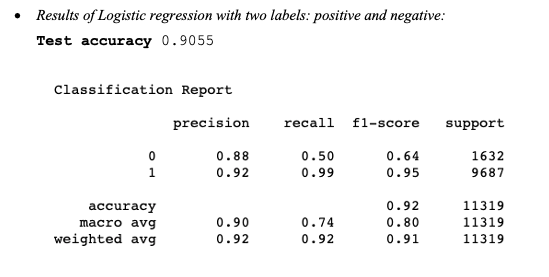 • Results of Logistic regression with two labels: positive and negative:
Test accuracy 0.9055
Classification Report
precision recall f1-score support
0 0.88 0.50 0.64 1632
1 0.92 0.99 0.95 9687
accuracy 0.92 11319
macro avg 0.90 0.74 0.80 11319
weighted avg 0.92 0.92 0.91 11319